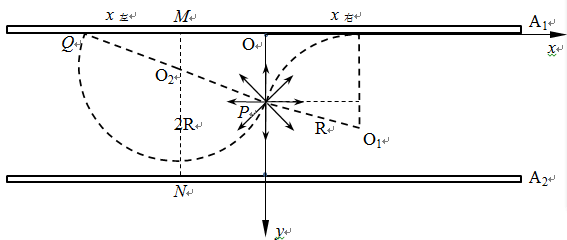 x 左 M x 右 A₁
Q O x
O₂
P
2R R O₁
A₂
N
y